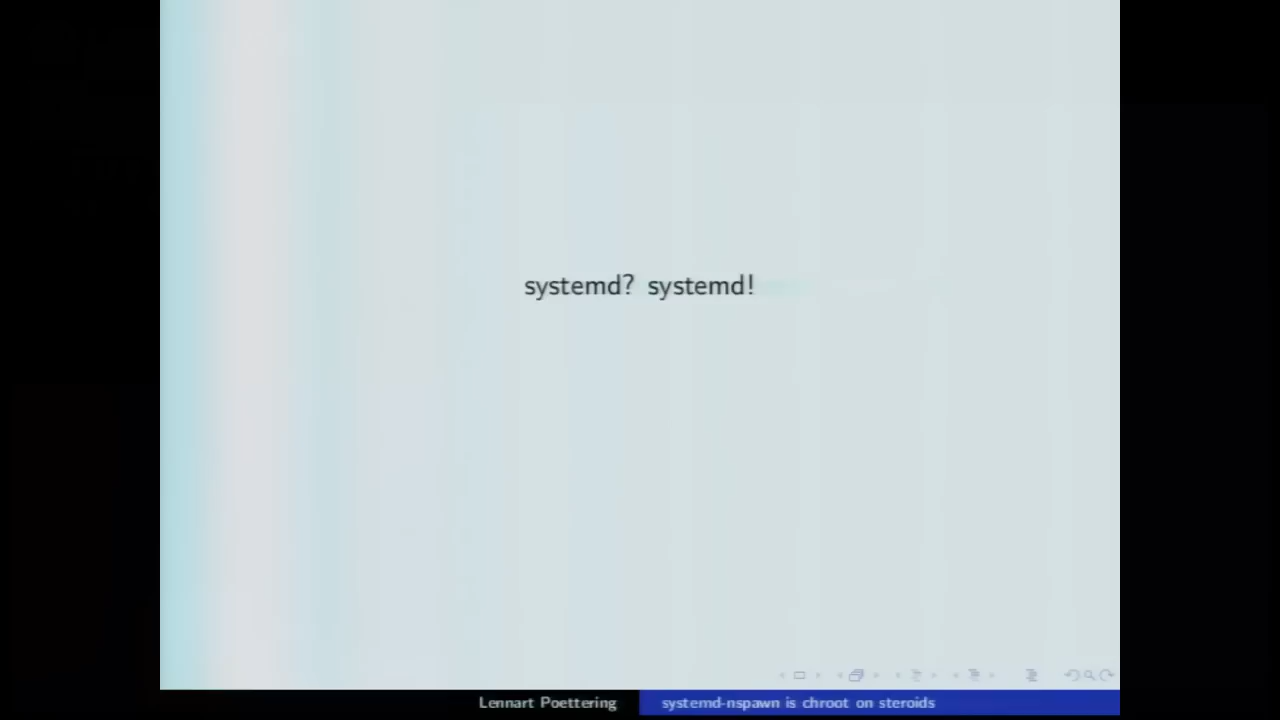 systemd? systemd!
Lennart Poettering
systemd-nspawn is chroot on steroids